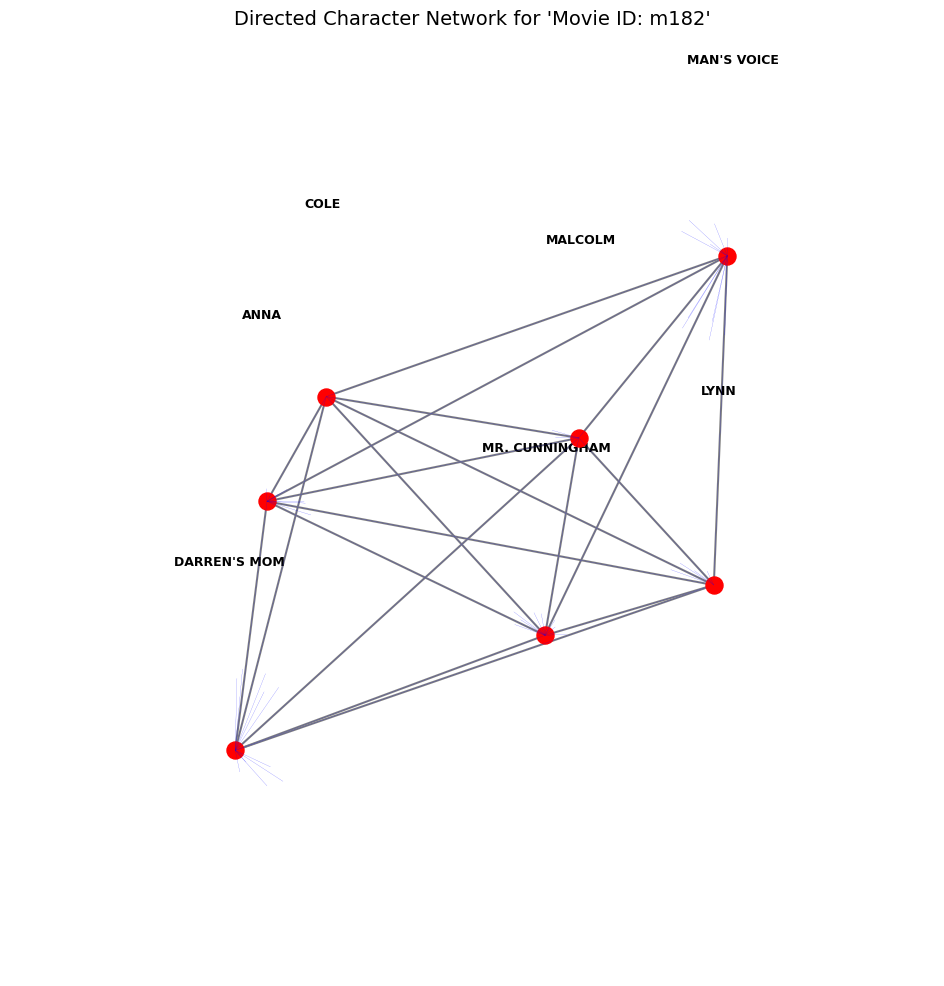 Directed Character Network for 'Movie ID: m182'
MAN'S VOICE
COLE
MALCOLM
ANNA
LYNN
MR. CUNNINGHAM
DARREN'S MOM